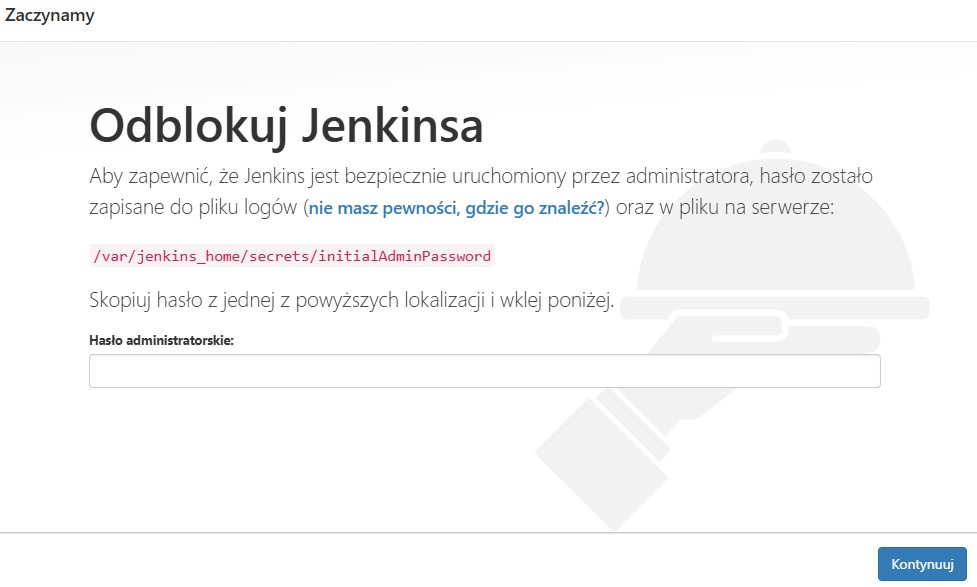 Zaczynamy
Odblokuj Jenkinsa
Aby zapewnić, że Jenkins jest bezpiecznie uruchomiony przez administratora, hasło zostało
zapisane do pliku logów (nie masz pewności, gdzie go znaleźć?) oraz w pliku na serwerze:
/var/jenkins_home/secrets/initialAdminPassword
Skopiuj hasło z jednej z powyższych lokalizacji i wklej poniżej.
Hasło administratorskie:
Kontynuuj